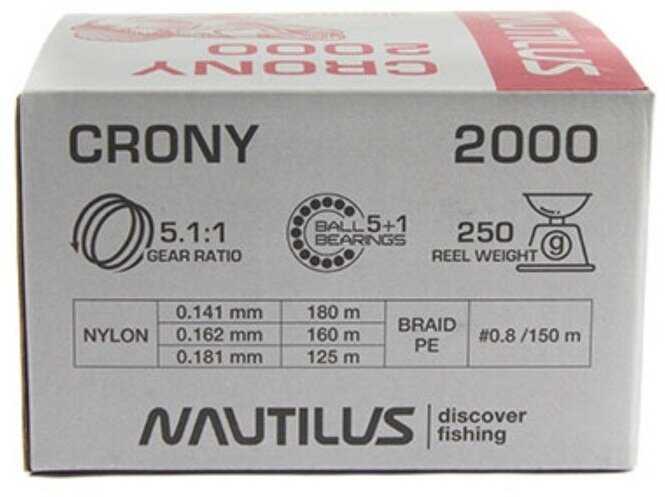 NAUTILUS
CRONY
2000
CRONY 2000
5.1:1
GEAR RATIO
BALL 5+1
BEARINGS
250 g
REEL WEIGHT
NYLON
0.141 mm 180 m
0.162 mm 160 m
0.181 mm 125 m
BRAID
PE
#0.8 /150 m
NAUTILUS
discover
fishing